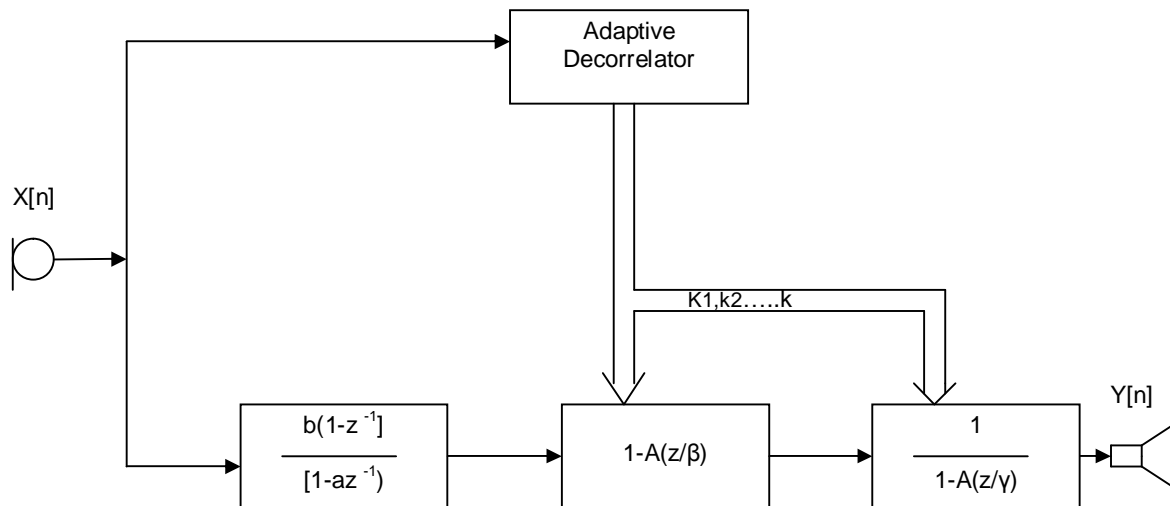 Adaptive
Decorrelator
X[n]
K1,k2…..k
Y[n]
b(1-z -1]
[1-az -1)
1-A(z/β)
1
1-A(z/γ)